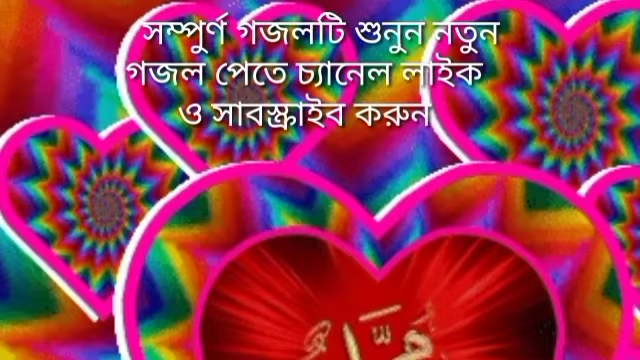 সম্পুর্ণ গজলটি শুনুন নতুন
গজল পেতে চ্যানেল লাইক
ও সাবস্ক্রাইব করুন